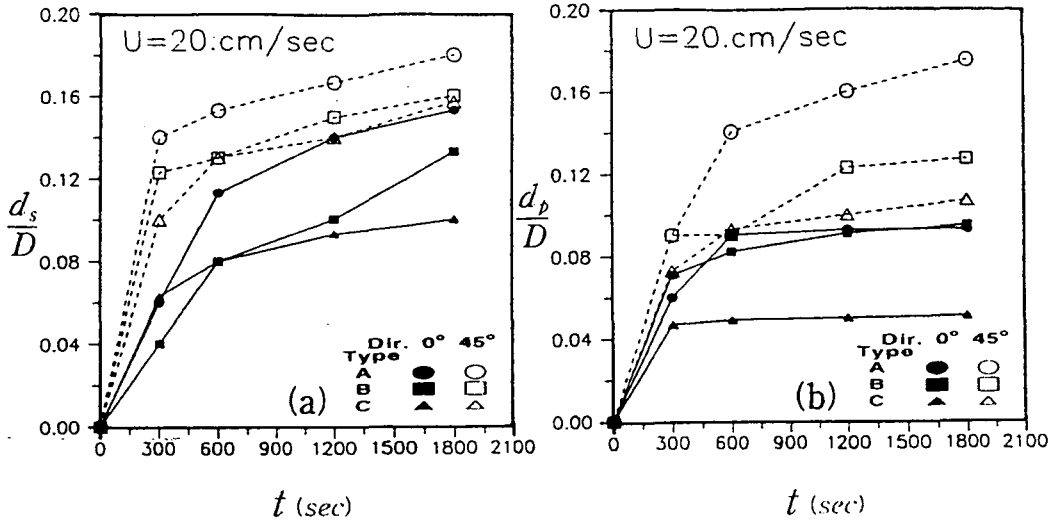 U=20.cm/sec
0.20
0.16
0.12
0.08
0.04
0.00
d_s/D
0 300 600 900 1200 1500 1800 2100
t (sec)
Dir. 0° 45°
Type
A
B
C
(a)
U=20.cm/sec
0.20
0.16
0.12
0.08
0.04
0.00
d_p/D
0 300 600 900 1200 1500 1800 2100
t (sec)
Dir. 0° 45°
Type
A
B
C
(b)